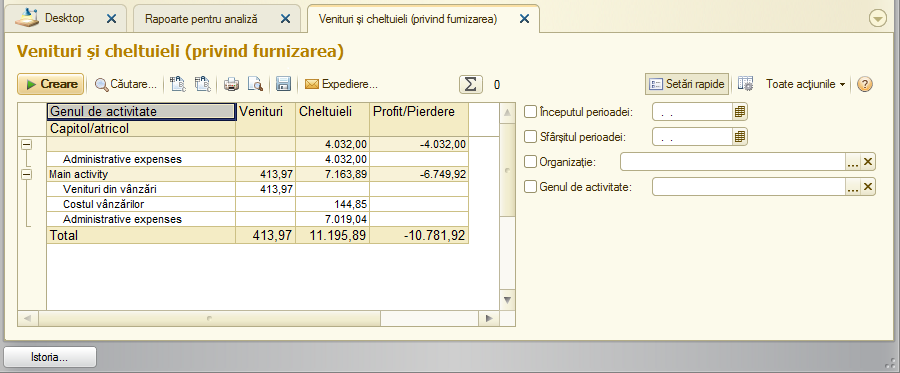 Desktop
Rapoarte pentru analiză
Venituri și cheltuieli (privind furnizarea)
Venituri și cheltuieli (privind furnizarea)
Creare Căutare... Expediere... Σ 0 Setări rapide Toate acţiunile ?
Genul de activitate Venituri Cheltuieli Profit/Pierdere
Capitol/atricol
4.032,00 -4.032,00
Administrative expenses 4.032,00
Main activity 413,97 7.163,89 -6.749,92
Venituri din vânzări 413,97
Costul vânzărilor 144,85
Administrative expenses 7.019,04
Total 413,97 11.195,89 -10.781,92
Începutul perioadei: . .
Sfârșitul perioadei: . .
Organizație: ...
Genul de activitate: ...
Istoria...